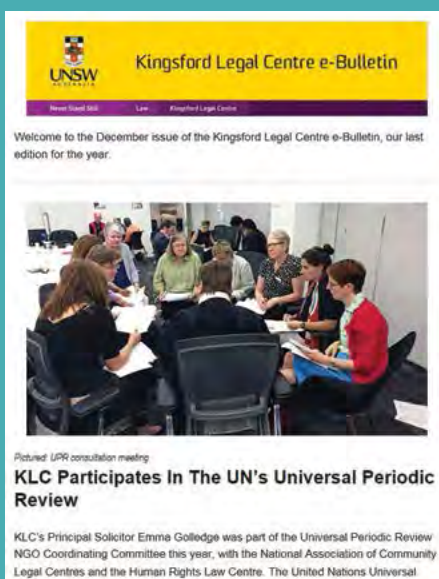 UNSW
AUSTRALIA
Kingsford Legal Centre e-Bulletin
Never Stand Still Law Kingsford Legal Centre
Welcome to the December issue of the Kingsford Legal Centre e-Bulletin, our last
edition for the year.
Pictured: UPR consultation meeting
KLC Participates In The UN's Universal Periodic
Review
KLC's Principal Solicitor Emma Golledge was part of the Universal Periodic Review
NGO Coordinating Committee this year, with the National Association of Community
Legal Centres and the Human Rights Law Centre. The United Nations Universal